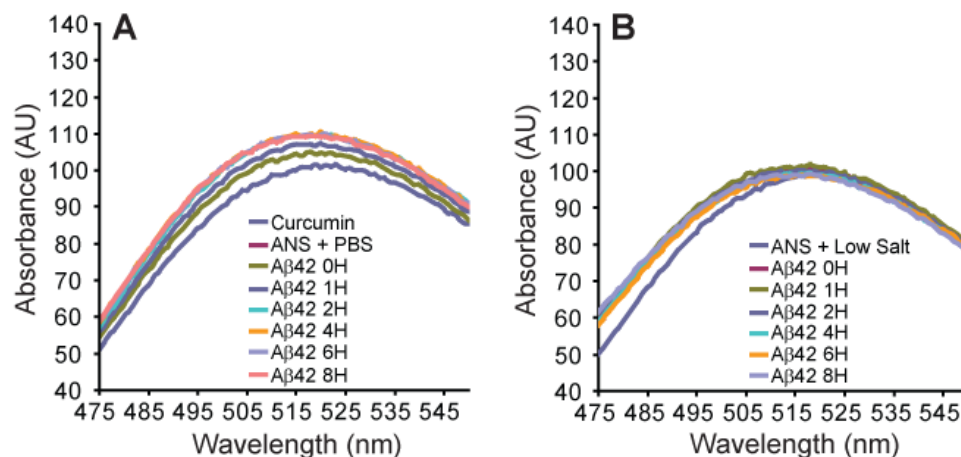 A
Absorbance (AU)
140
130
120
110
100
90
80
70
60
50
40
Curcumin
ANS + PBS
Aβ42 0H
Aβ42 1H
Aβ42 2H
Aβ42 4H
Aβ42 6H
Aβ42 8H
475 485 495 505 515 525 535 545
Wavelength (nm)
B
Absorbance (AU)
140
130
120
110
100
90
80
70
60
50
40
ANS + Low Salt
Aβ42 0H
Aβ42 1H
Aβ42 2H
Aβ42 4H
Aβ42 6H
Aβ42 8H
475 485 495 505 515 525 535 545
Wavelength (nm)